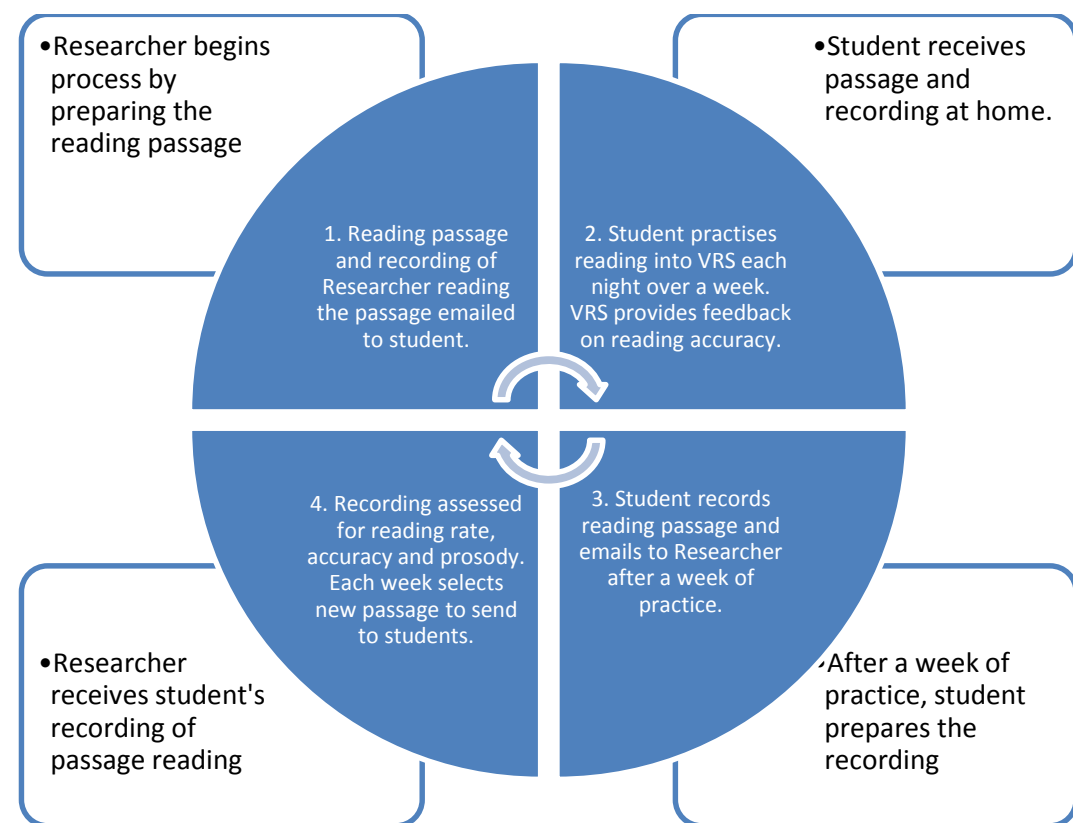 •Researcher begins
process by
preparing the
reading passage
•Student receives
passage and
recording at home.
1. Reading passage
and recording of
Researcher reading
the passage emailed
to student.
2. Student practises
reading into VRS each
night over a week.
VRS provides feedback
on reading accuracy.
3. Student records
reading passage and
emails to Researcher
after a week of
practice.
4. Recording assessed
for reading rate,
accuracy and prosody.
Each week selects
new passage to send
to students.
•Researcher
receives student's
recording of
passage reading
•After a week of
practice, student
prepares the
recording